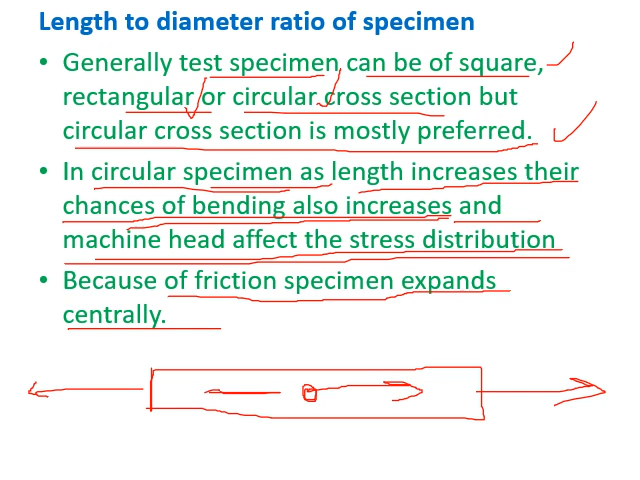 Length to diameter ratio of specimen
• Generally test specimen can be of square,
rectangular or circular cross section but
circular cross section is mostly preferred.
• In circular specimen as length increases their
chances of bending also increases and
machine head affect the stress distribution
• Because of friction specimen expands
centrally.